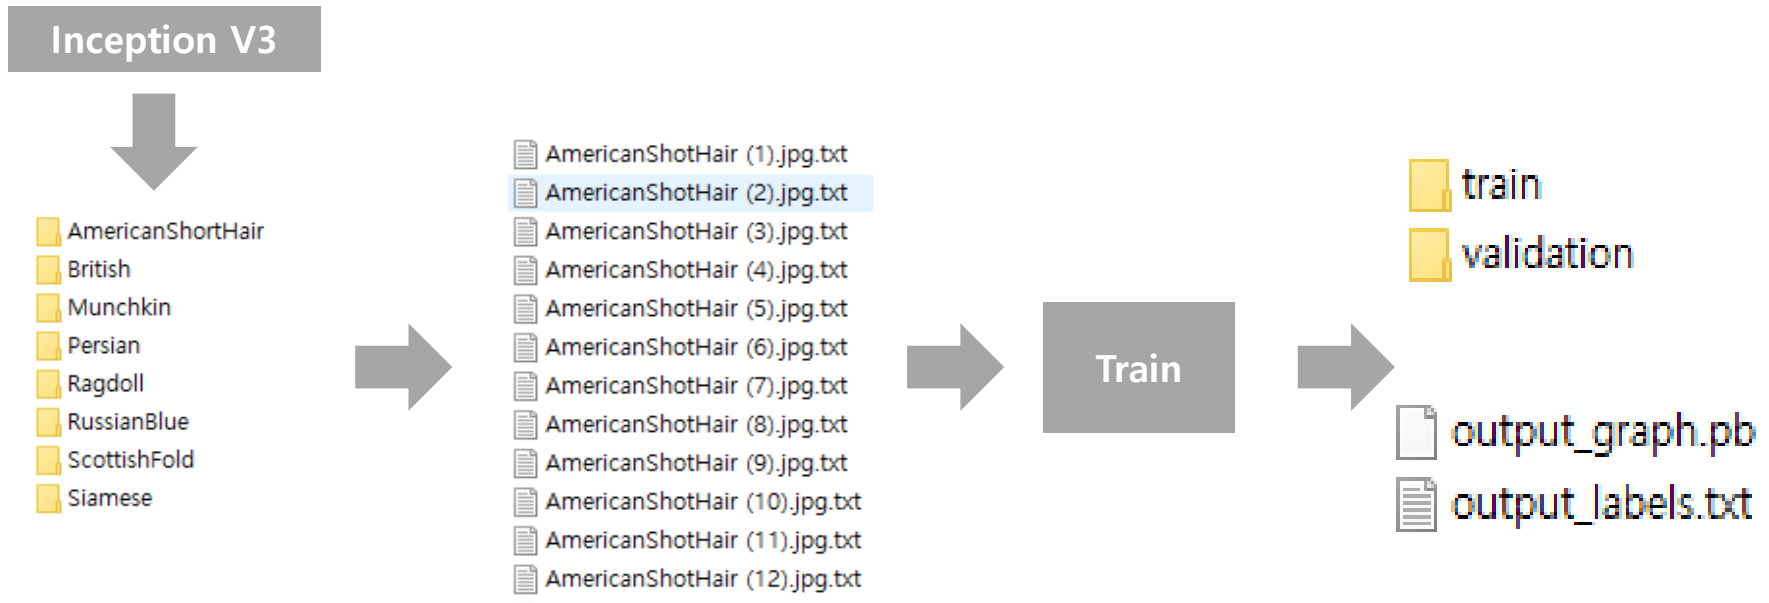 Inception V3
AmericanShortHair
British
Munchkin
Persian
Ragdoll
RussianBlue
ScottishFold
Siamese
AmericanShotHair (1).jpg.txt
AmericanShotHair (2).jpg.txt
AmericanShotHair (3).jpg.txt
AmericanShotHair (4).jpg.txt
AmericanShotHair (5).jpg.txt
AmericanShotHair (6).jpg.txt
AmericanShotHair (7).jpg.txt
AmericanShotHair (8).jpg.txt
AmericanShotHair (9).jpg.txt
AmericanShotHair (10).jpg.txt
AmericanShotHair (11).jpg.txt
AmericanShotHair (12).jpg.txt
Train
train
validation
output_graph.pb
output_labels.txt